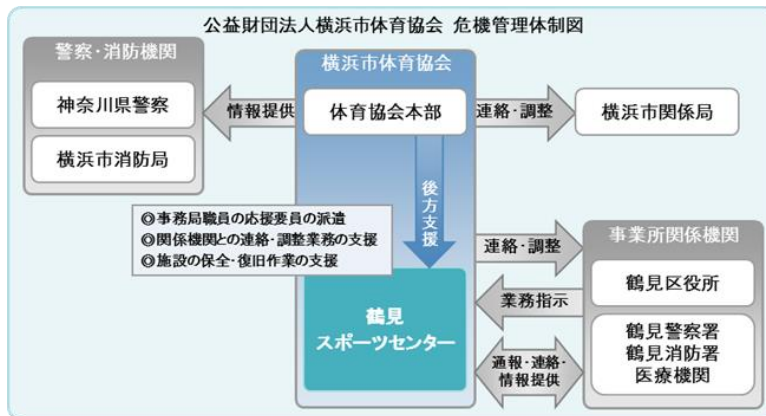 公益財団法人横浜市体育協会 危機管理体制図
警察・消防機関
神奈川県警察
横浜市消防局
情報提供
横浜市体育協会
体育協会本部
連絡・調整
横浜市関係局
後方支援
◎事務局職員の応援要員の派遣
◎関係機関との連絡・調整業務の支援
◎施設の保全・復旧作業の支援
鶴見
スポーツセンター
連絡・調整
業務指示
通報・連絡・
情報提供
事業所関係機関
鶴見区役所
鶴見警察署
鶴見消防署
医療機関